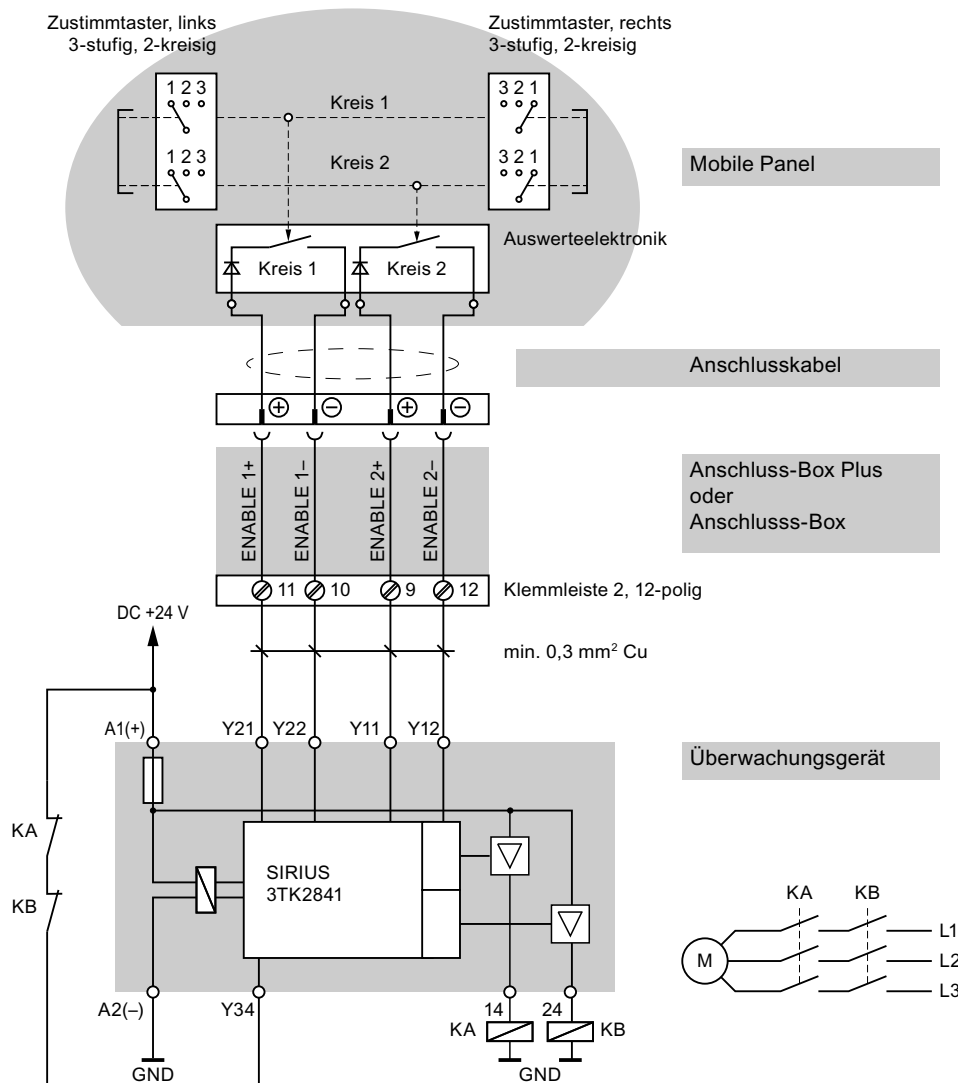 Zustimmtaster, links
3-stufig, 2-kreisig
Zustimmtaster, rechts
3-stufig, 2-kreisig
1 2 3
Kreis 1
3 2 1
1 2 3
Kreis 2
3 2 1
Mobile Panel
Auswerteelektronik
Kreis 1
Kreis 2
Anschlusskabel
+ − + −
ENABLE 1+
ENABLE 1–
ENABLE 2+
ENABLE 2–
Anschluss-Box Plus
oder
Anschlusss-Box
11 10 9 12
Klemmleiste 2, 12-polig
DC +24 V
min. 0,3 mm² Cu
A1(+)
Y21 Y22 Y11 Y12
Überwachungsgerät
KA
KB
SIRIUS
3TK2841
KA KB
M
L1
L2
L3
A2(–)
Y34
14 24
KA
KB
GND
GND